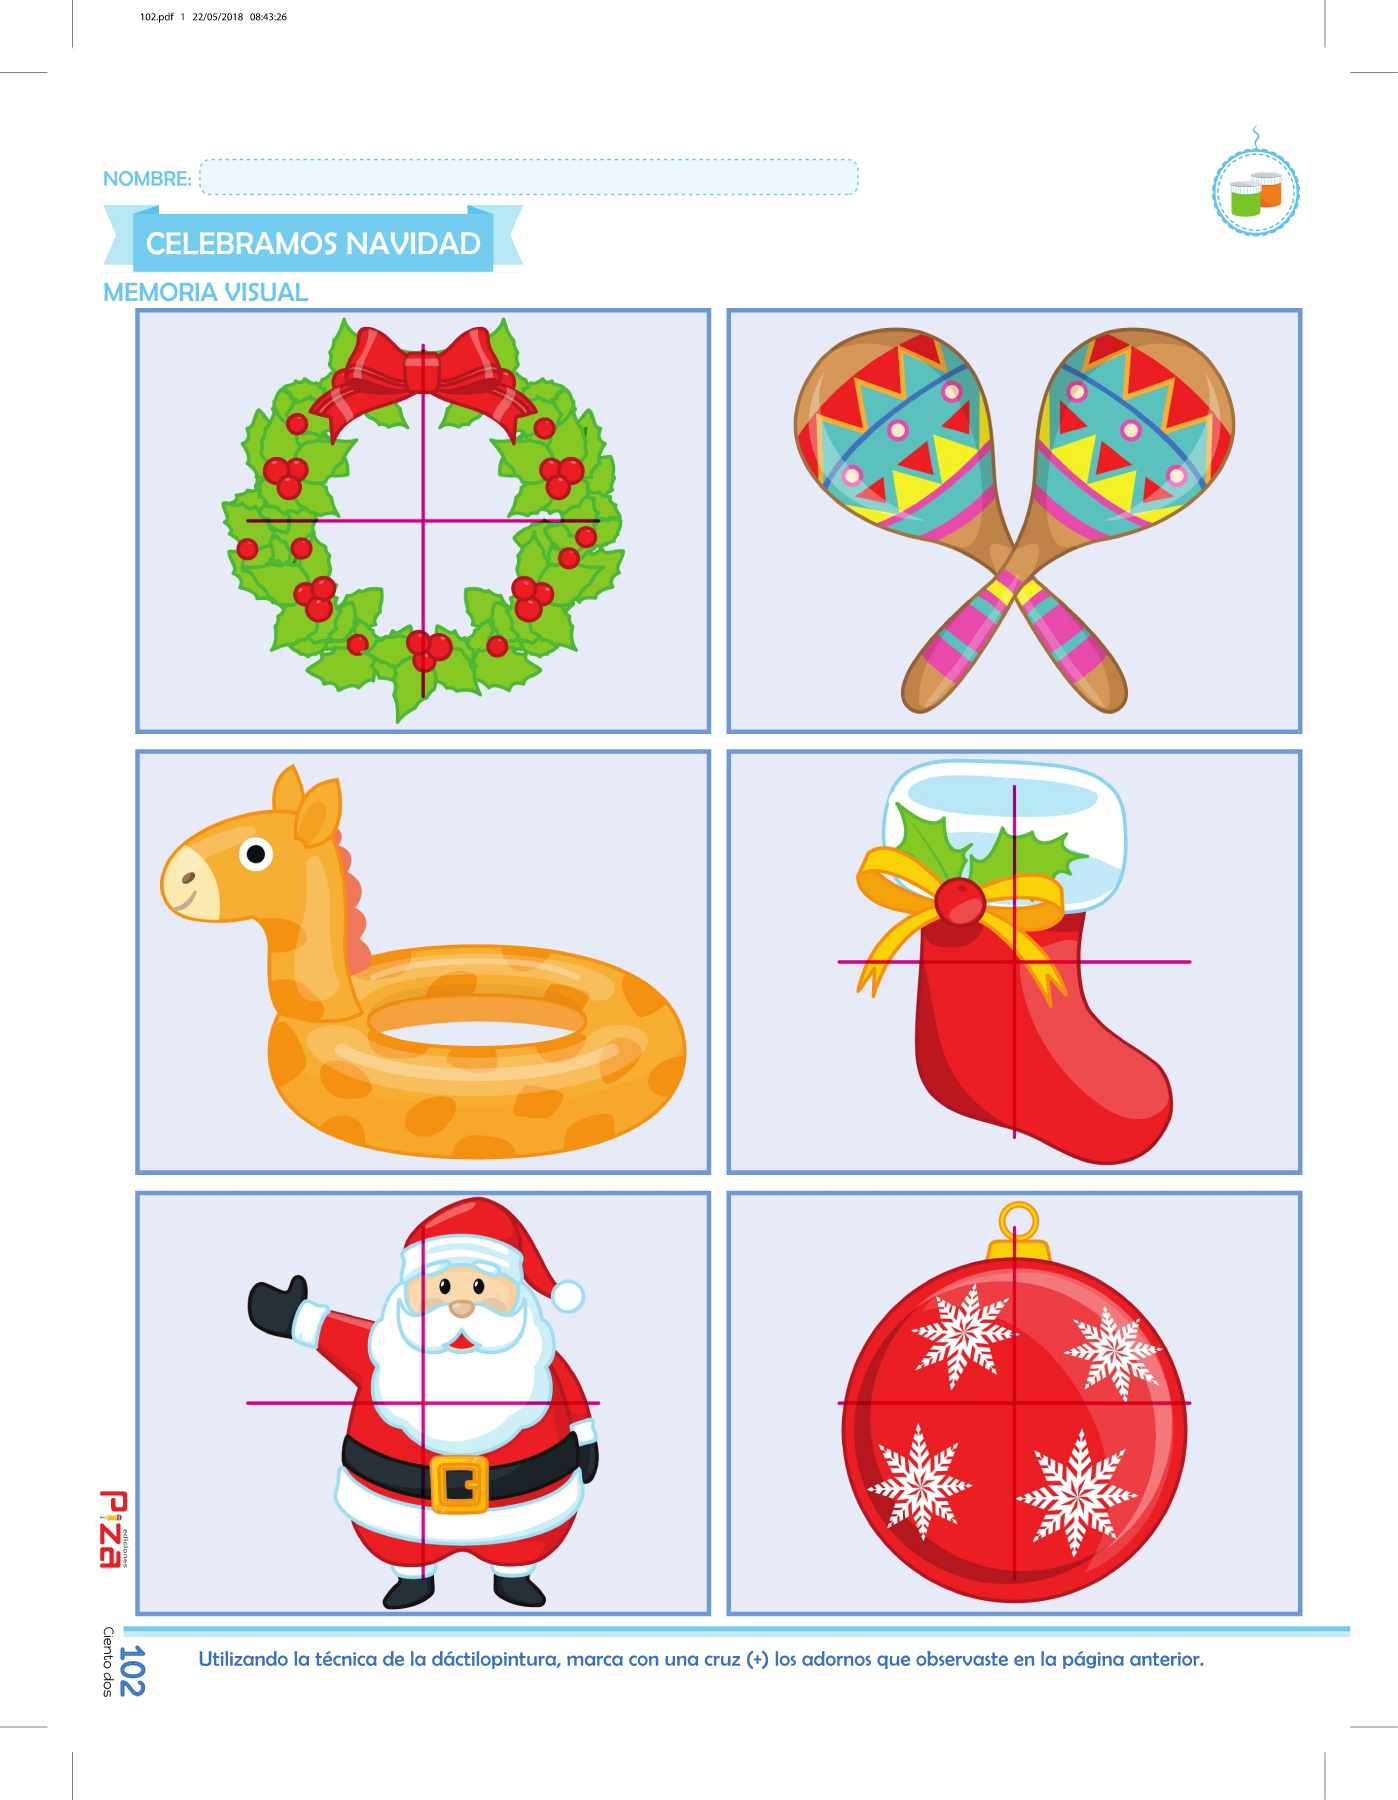 102.pdf 1 22/05/2018 08:43:26
NOMBRE:
CELEBRAMOS NAVIDAD
MEMORIA VISUAL
Piza
ediciones
Ciento dos
102
Utilizando la técnica de la dáctilopintura, marca con una cruz (+) los adornos que observaste en la página anterior.